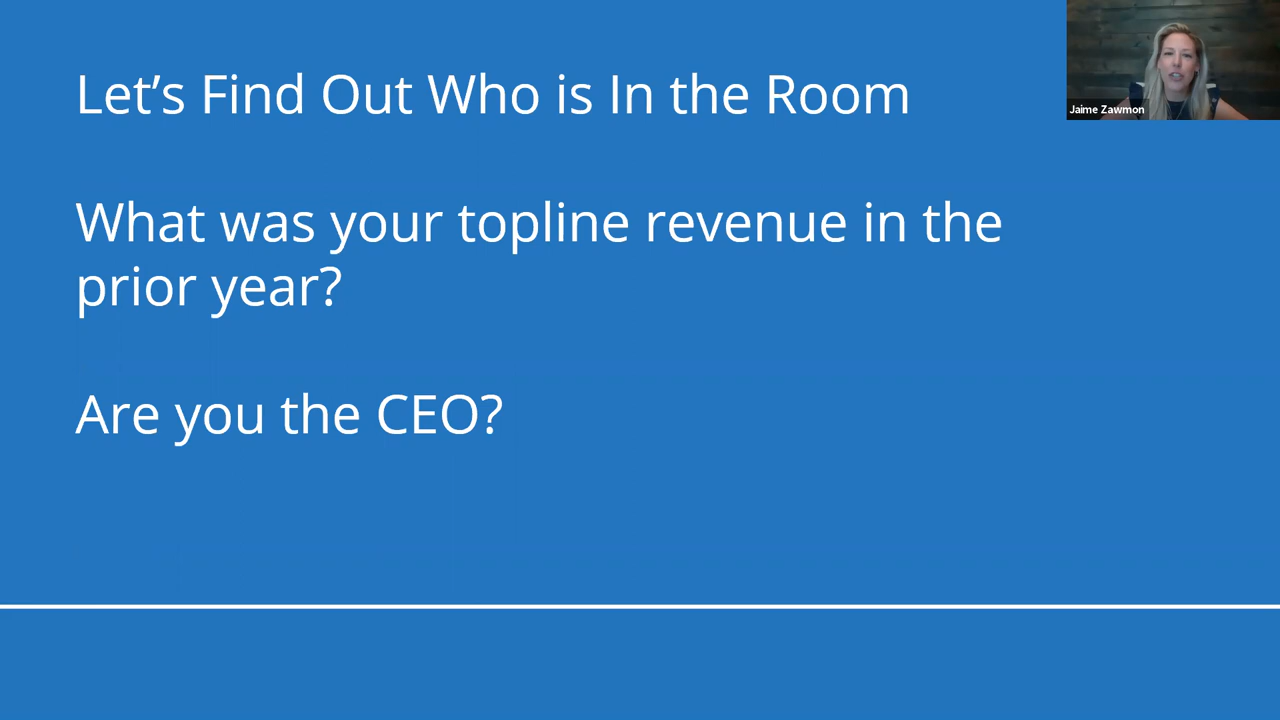 Let’s Find Out Who is In the Room
What was your topline revenue in the
prior year?
Are you the CEO?
Jaime Zawmon